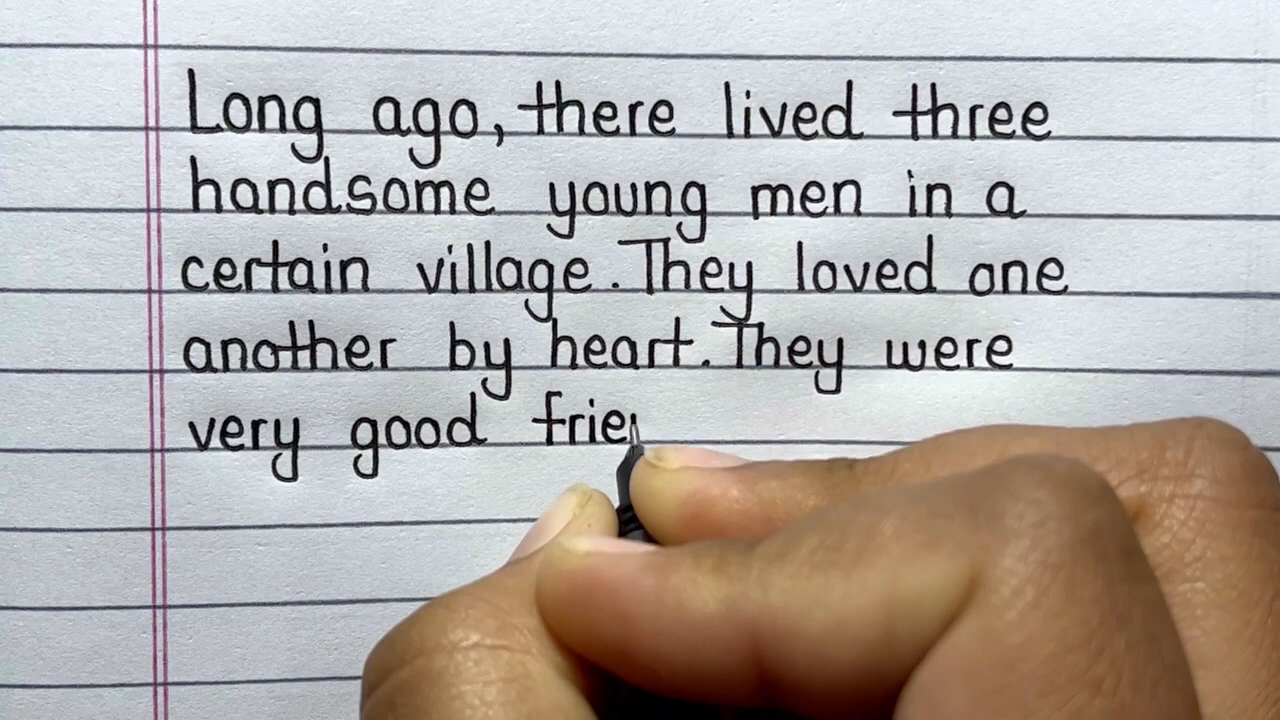 Long ago, there lived three
handsome young men in a
certain village. They loved one
another by heart. They were
very good frie